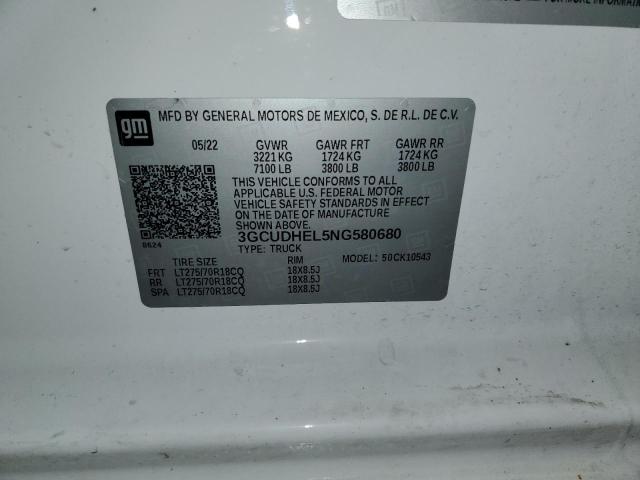 FOR MORE INFORMA
gm
MFD BY GENERAL MOTORS DE MEXICO, S. DE R.L. DE C.V.
05/22 GVWR GAWR FRT GAWR RR
3221 KG 1724 KG 1724 KG
7100 LB 3800 LB 3800 LB
THIS VEHICLE CONFORMS TO ALL
APPLICABLE U.S. FEDERAL MOTOR
VEHICLE SAFETY STANDARDS IN EFFECT
ON THE DATE OF MANUFACTURE
SHOWN ABOVE.
8624
3GCUDHEL5NG580680
TYPE: TRUCK
TIRE SIZE RIM MODEL: 50CK10543
FRT LT275/70R18CQ 18X8.5J
RR LT275/70R18CQ 18X8.5J
SPA LT275/70R18CQ 18X8.5J